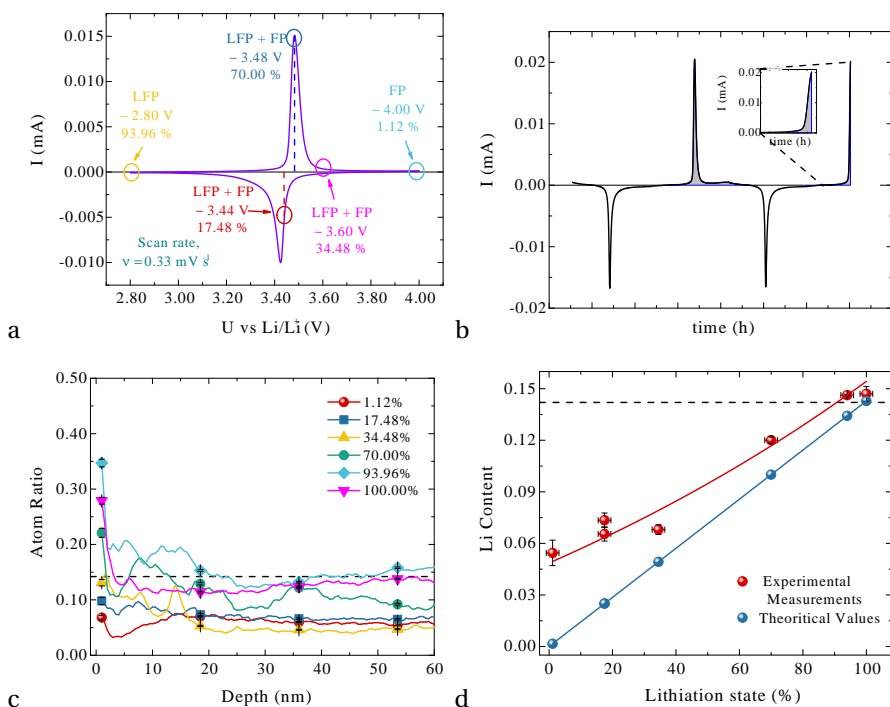 a
0.015
0.010
0.005
0.000
-0.005
-0.010
I (mA)
LFP + FP
~ 3.48 V
70.00 %
LFP
~ 2.80 V
93.96 %
FP
~ 4.00 V
1.12 %
LFP + FP
~ 3.44 V
17.48 %
LFP + FP
~ 3.60 V
34.48 %
Scan rate,
ν =0.33 mV s-1
2.80 3.00 3.20 3.40 3.60 3.80 4.00
U vs Li/Li+ (V)
b
0.02
0.01
0.00
-0.01
-0.02
I (mA)
0.02
0.01
0.00
I (mA)
time (h)
time (h)
c
0.50
0.40
0.30
0.20
0.10
0.00
Atom Ratio
1.12%
17.48%
34.48%
70.00%
93.96%
100.00%
0 10 20 30 40 50 60
Depth (nm)
d
0.15
0.12
0.09
0.06
0.03
0.00
Li Content
Experimental
Measurements
Theoritical Values
0 20 40 60 80 100
Lithiation state (%)